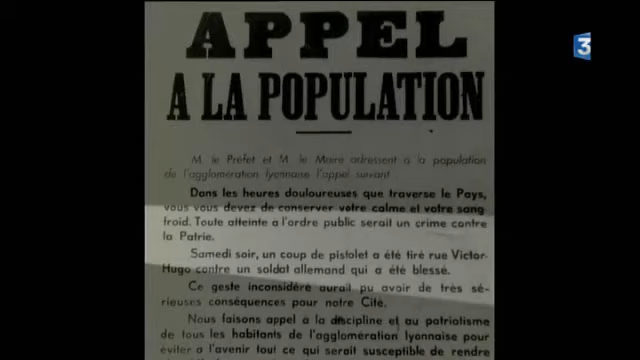 APPEL
A LA POPULATION
3
M. le Préfet et M. le Maire adressent à la population
de l'agglomération lyonnaise l'appel suivant
Dans les heures douloureuses que traverse le Pays,
vous vous devez de conserver votre calme et votre sang
froid. Toute atteinte a l'ordre public serait un crime contre
la Patrie.
Samedi soir, un coup de pistolet a été tiré rue Victor-
Hugo contre un soldat allemand qui a été blessé.
Ce geste inconsidéré aurait pu avoir de très sé-
rieuses conséquences pour notre Cité.
Nous faisons appel à la discipline et au patriotisme
de tous les habitants de l'agglomération lyonnaise pour
éviter a l'avenir tout ce qui serait susceptible de rendre